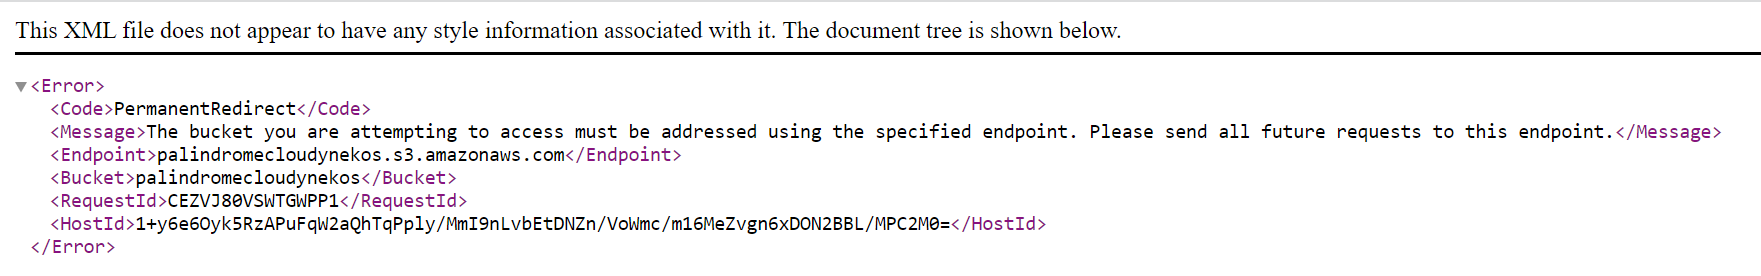 This XML file does not appear to have any style information associated with it. The document tree is shown below.
▼<Error>
<Code>PermanentRedirect</Code>
<Message>The bucket you are attempting to access must be addressed using the specified endpoint. Please send all future requests to this endpoint.</Message>
<Endpoint>palindromecloudynekos.s3.amazonaws.com</Endpoint>
<Bucket>palindromecloudynekos</Bucket>
<RequestId>CEZVJ80VSWTGWPP1</RequestId>
<HostId>1+y6e6Oyk5RzAPuFqW2aQhTqPply/MmI9nLvbEtDNZn/VoWmc/m16MeZvgn6xDON2BBL/MPC2M0=</HostId>
</Error>